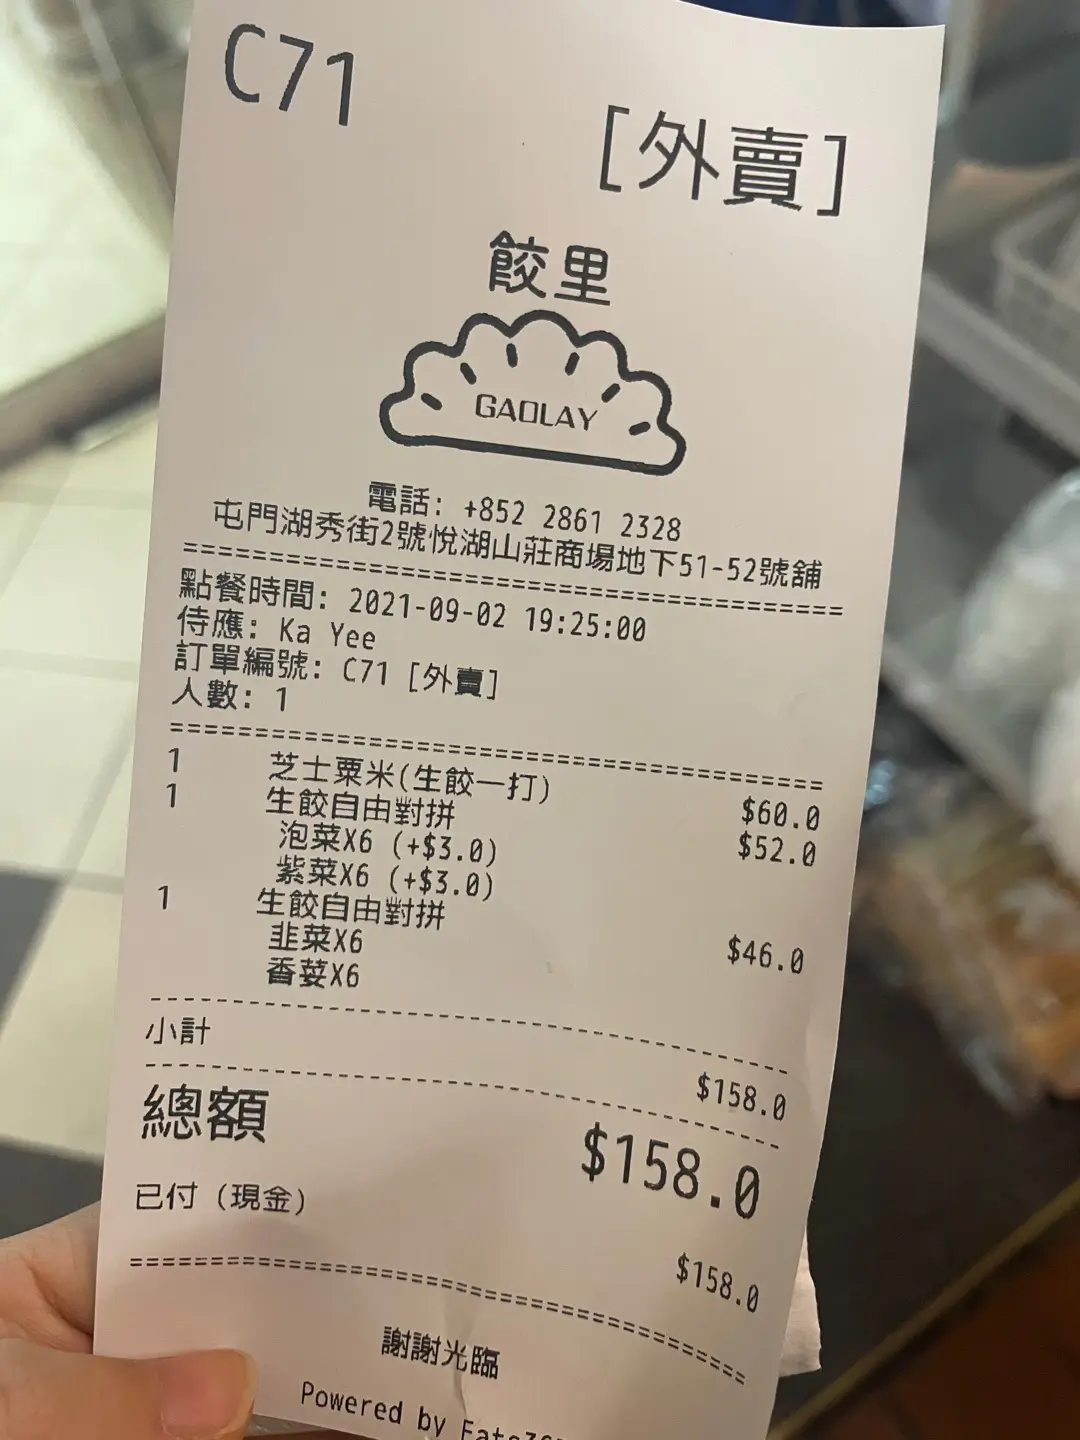 C71
[外賣]
餃里
GAOLAY
電話: +852 2861 2328
屯門湖秀街2號悅湖山莊商場地下51-52號舖
點餐時間: 2021-09-02 19:25:00
侍應: Ka Yee
訂單編號: C71 [外賣]
人數: 1
1 芝士粟米(生餃一打) $60.0
1 生餃自由對拼 $52.0
泡菜X6 (+$3.0)
紫菜X6 (+$3.0)
1 生餃自由對拼 $46.0
韭菜X6
香荽X6
小計 $158.0
總額 $158.0
已付 (現金) $158.0
謝謝光臨
Powered by